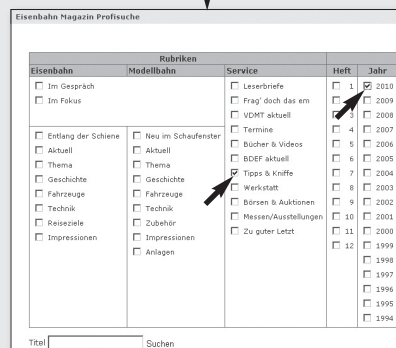 Eisenbahn Magazin Profisuche
Rubriken
Eisenbahn Modellbahn Service Heft Jahr
Im Gespräch Leserbriefe 1 2010
Im Fokus Frag' doch das em 2009
VDMT aktuell 3 2008
Entlang der Schiene Neu im Schaufenster Termine 4 2007
Aktuell Aktuell Bücher & Videos 5 2006
Thema Thema BDEF aktuell 6 2005
Geschichte Geschichte Tipps & Kniffe 7 2004
Fahrzeuge Fahrzeuge Werkstatt 8 2003
Technik Technik Börsen & Auktionen 9 2002
Reiseziele Zubehör Messen/Ausstellungen 10 2001
Impressionen Impressionen Zu guter Letzt 11 2000
Anlagen 12 1999
1998
1997
1996
1995
1994
Titel Suchen